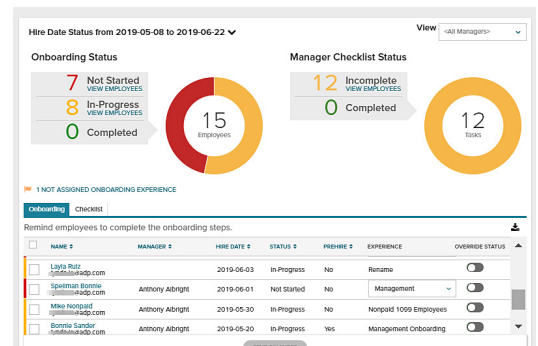 Hire Date Status from 2019-05-08 to 2019-06-22
View <All Managers>
Onboarding Status
7 Not Started
VIEW EMPLOYEES
8 In-Progress
VIEW EMPLOYEES
0 Completed
15
Employees
Manager Checklist Status
12 Incomplete
VIEW EMPLOYEES
0 Completed
12
Tasks
1 NOT ASSIGNED ONBOARDING EXPERIENCE
Onboarding Checklist
Remind employees to complete the onboarding steps.
NAME MANAGER HIRE DATE STATUS PREHIRE EXPERIENCE OVERRIDE STATUS
Layla Ruiz 2019-06-03 In-Progress No Rename
@adp.com
Spellman Bonnie Anthony Albright 2019-06-01 Not Started No Management
@adp.com
Mike Nonpaid Anthony Albright 2019-05-30 In-Progress No Nonpaid 1099 Employees
@adp.com
Bonnie Sander Anthony Albright 2019-05-20 In-Progress Yes Management Onboarding
@adp.com